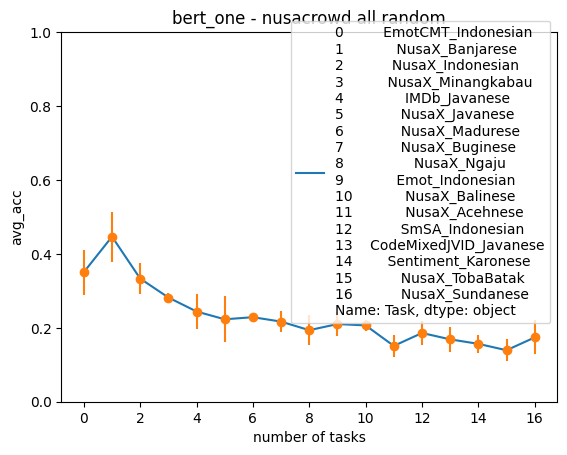 bert_one - nusacrowd all random
0 EmotCMT_Indonesian
1 NusaX_Banjarese
2 NusaX_Indonesian
3 NusaX_Minangkabau
4 IMDb_Javanese
5 NusaX_Javanese
6 NusaX_Madurese
7 NusaX_Buginese
8 NusaX_Ngaju
9 Emot_Indonesian
10 NusaX_Balinese
11 NusaX_Acehnese
12 SmSA_Indonesian
13 CodeMixedJVID_Javanese
14 Sentiment_Karonese
15 NusaX_TobaBatak
16 NusaX_Sundanese
Name: Task, dtype: object
avg_acc
1.0
0.8
0.6
0.4
0.2
0.0
0 2 4 6 8 10 12 14 16
number of tasks